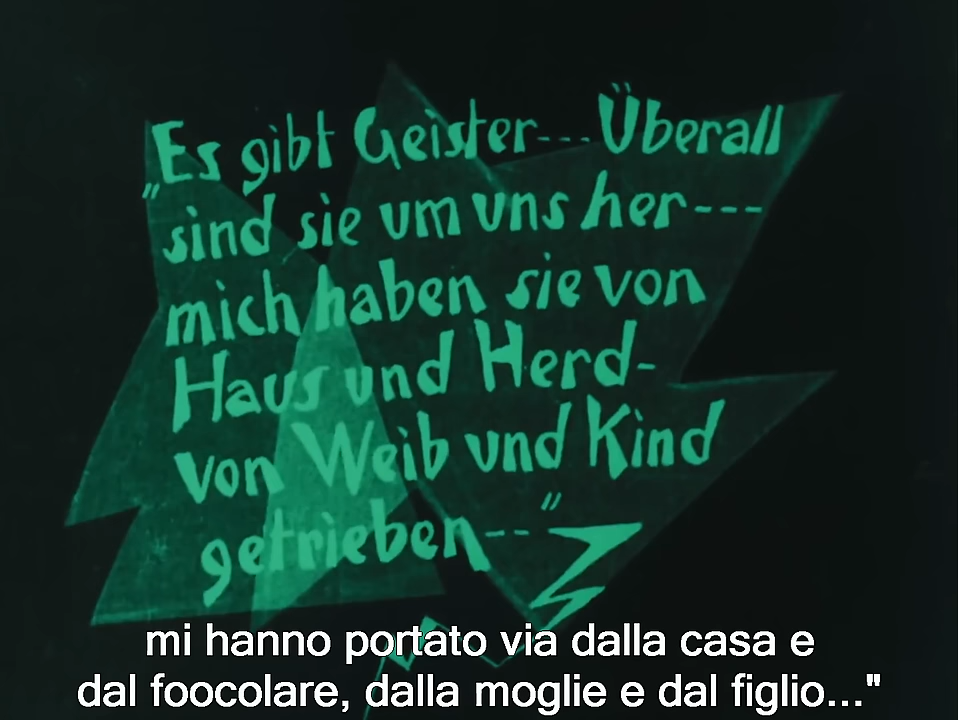 „Es gibt Geister--- Überall
sind sie um uns her---
mich haben sie von
Haus und Herd-
von Weib und Kind
getrieben--"
mi hanno portato via dalla casa e
dal foocolare, dalla moglie e dal figlio..."